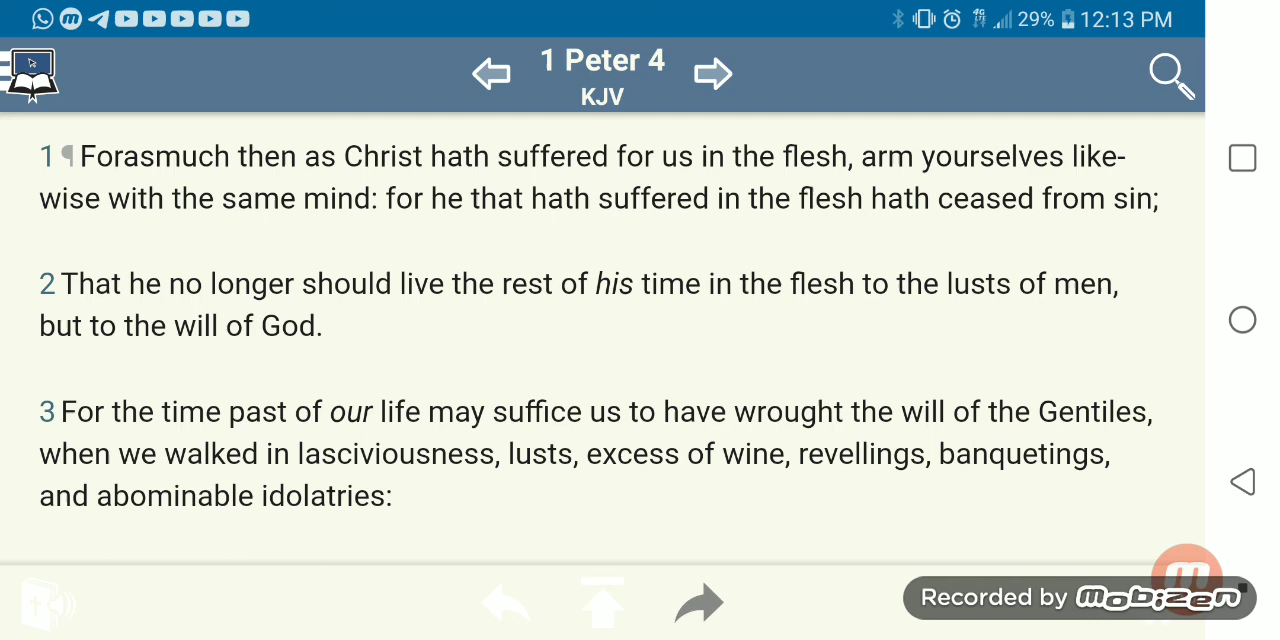 4G LTE 29% 12:13 PM
1 Peter 4
KJV
1 ¶ Forasmuch then as Christ hath suffered for us in the flesh, arm yourselves like-
wise with the same mind: for he that hath suffered in the flesh hath ceased from sin;
2 That he no longer should live the rest of his time in the flesh to the lusts of men,
but to the will of God.
3 For the time past of our life may suffice us to have wrought the will of the Gentiles,
when we walked in lasciviousness, lusts, excess of wine, revellings, banquetings,
and abominable idolatries:
Recorded by Mobizen